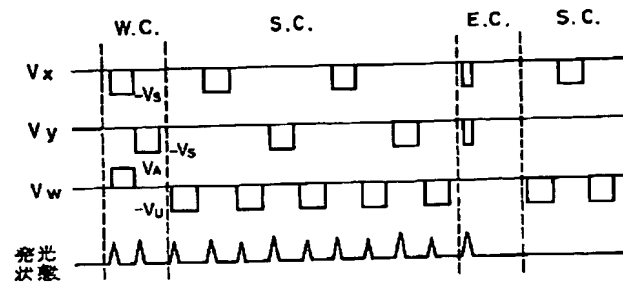 W.C. S.C. E.C. S.C.
Vx
-Vs
Vy
-Vs
VA
Vw
-Vu
発光
状態